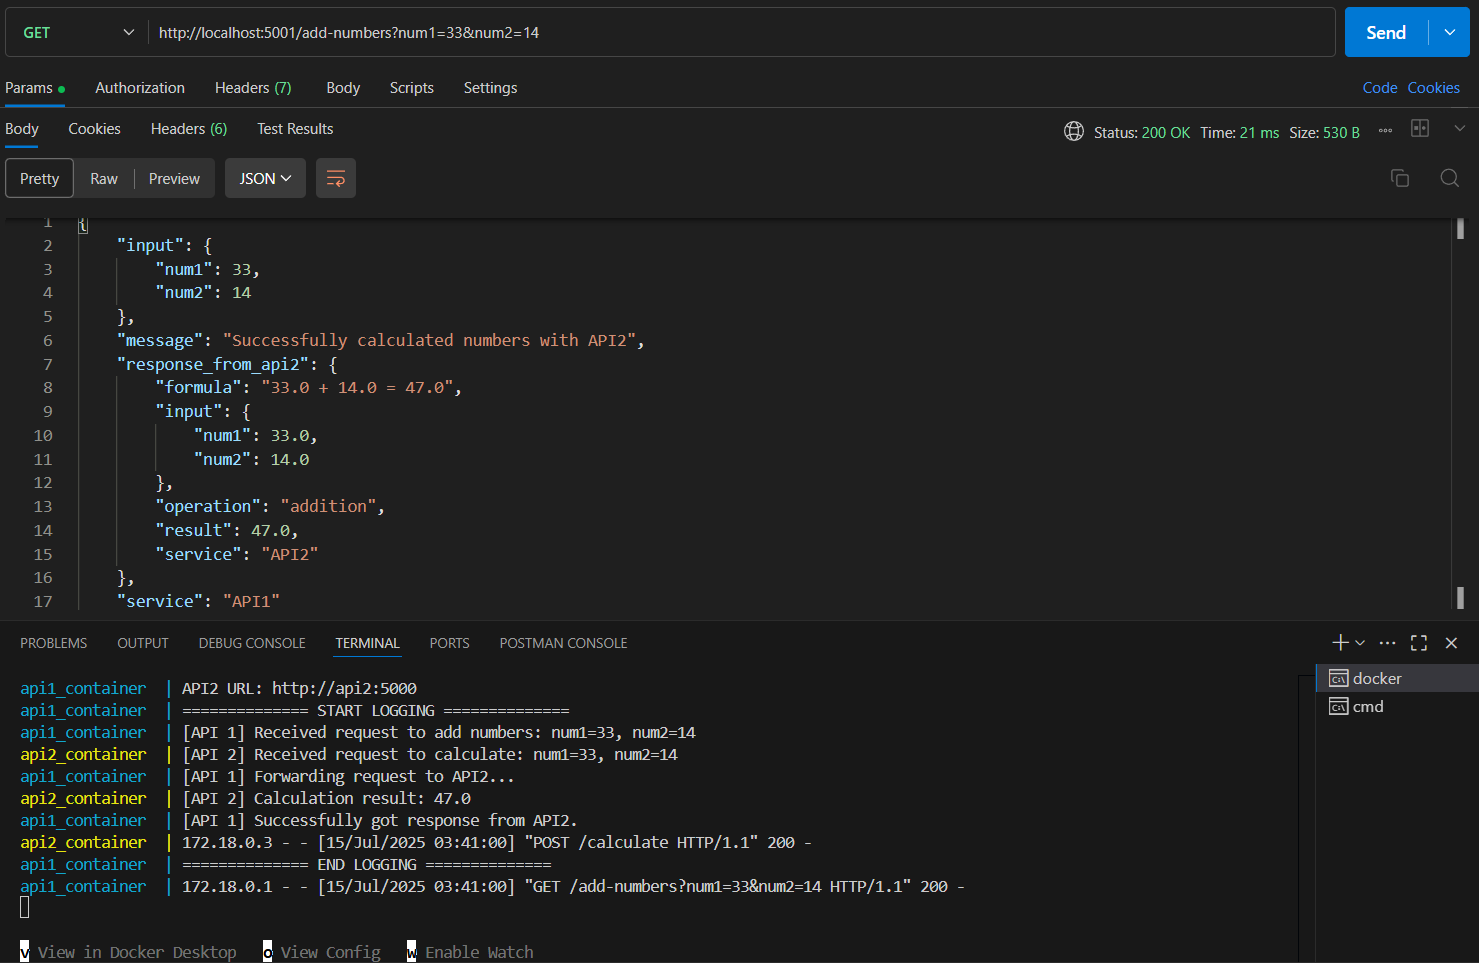 GET http://localhost:5001/add-numbers?num1=33&num2=14 Send
Params Authorization Headers (7) Body Scripts Settings Code Cookies
Body Cookies Headers (6) Test Results Status: 200 OK Time: 21 ms Size: 530 B
Pretty Raw Preview JSON
1 {
2 "input": {
3 "num1": 33,
4 "num2": 14
5 },
6 "message": "Successfully calculated numbers with API2",
7 "response_from_api2": {
8 "formula": "33.0 + 14.0 = 47.0",
9 "input": {
10 "num1": 33.0,
11 "num2": 14.0
12 },
13 "operation": "addition",
14 "result": 47.0,
15 "service": "API2"
16 },
17 "service": "API1"
PROBLEMS OUTPUT DEBUG CONSOLE TERMINAL PORTS POSTMAN CONSOLE
api1_container | API2 URL: http://api2:5000
api1_container | ============== START LOGGING ==============
api1_container | [API 1] Received request to add numbers: num1=33, num2=14
api2_container | [API 2] Received request to calculate: num1=33, num2=14
api1_container | [API 1] Forwarding request to API2...
api2_container | [API 2] Calculation result: 47.0
api1_container | [API 1] Successfully got response from API2.
api2_container | 172.18.0.3 - - [15/Jul/2025 03:41:00] "POST /calculate HTTP/1.1" 200 -
api1_container | ============== END LOGGING ==============
api1_container | 172.18.0.1 - - [15/Jul/2025 03:41:00] "GET /add-numbers?num1=33&num2=14 HTTP/1.1" 200 -
v View in Docker Desktop o View Config w Enable Watch
docker
cmd